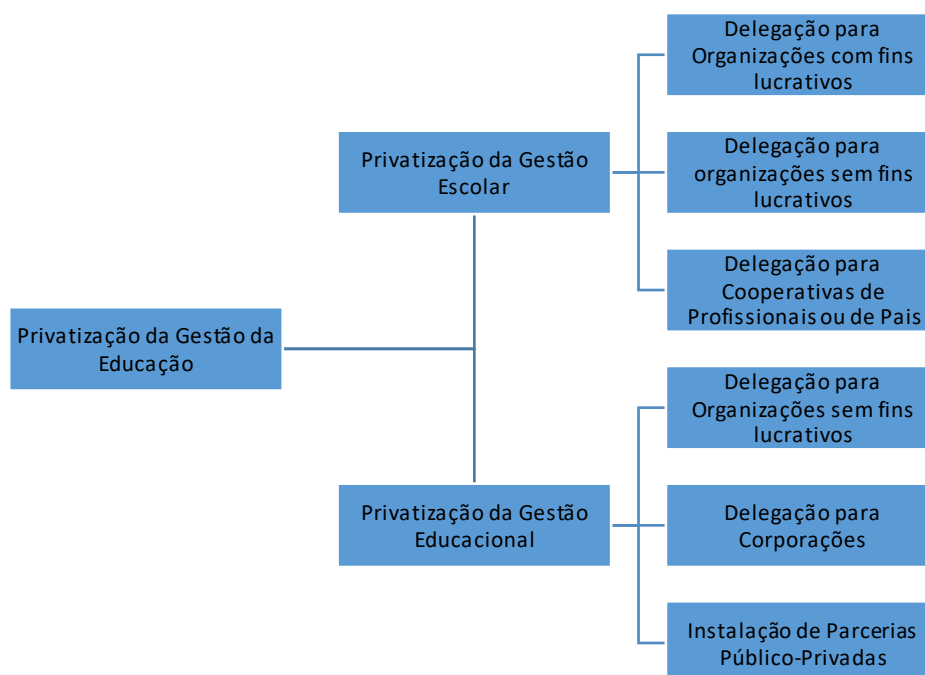 Privatização da Gestão da
Educação
Privatização da Gestão
Escolar
Delegação para
Organizações com fins
lucrativos
Delegação para
organizações sem fins
lucrativos
Delegação para
Cooperativas de
Profissionais ou de Pais
Privatização da Gestão
Educacional
Delegação para
Organizações sem fins
lucrativos
Delegação para
Corporações
Instalação de Parcerias
Público-Privadas